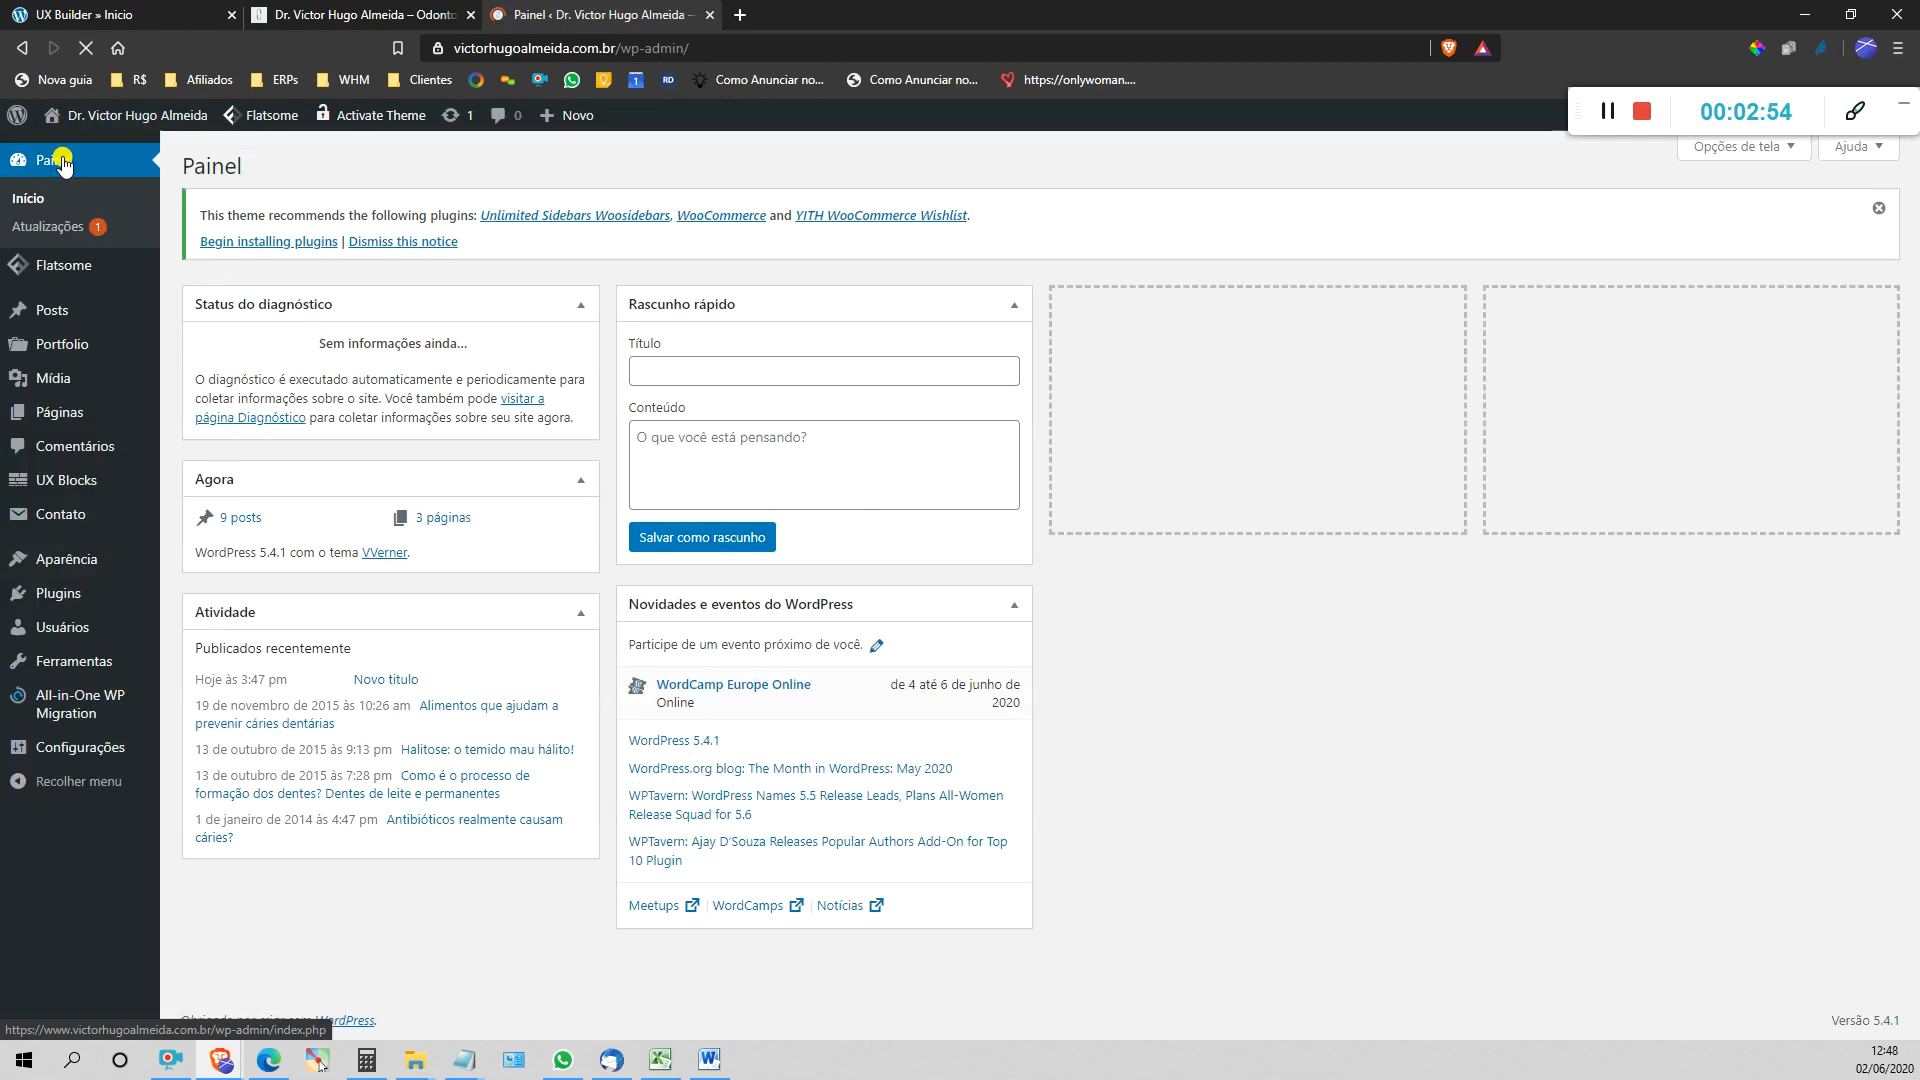 UX Builder » Inicio
Dr. Victor Hugo Almeida – Odonto
Painel ‹ Dr. Victor Hugo Almeida —
victorhugoalmeida.com.br/wp-admin/
Nova guia
R$
Afiliados
ERPs
WHM
Clientes
1
RD
Como Anunciar no...
Como Anunciar no...
https://onlywoman....
Dr. Victor Hugo Almeida
Flatsome
Activate Theme
1
0
Novo
00:02:54
Painel
Opções de tela
Ajuda
Painel
Início
Atualizações 1
Flatsome
Posts
Portfolio
Mídia
Páginas
Comentários
UX Blocks
Contato
Aparência
Plugins
Usuários
Ferramentas
All-in-One WP
Migration
Configurações
Recolher menu
This theme recommends the following plugins: Unlimited Sidebars Woosidebars, WooCommerce and YITH WooCommerce Wishlist.
Begin installing plugins | Dismiss this notice
Status do diagnóstico
Sem informações ainda...
O diagnóstico é executado automaticamente e periodicamente para
coletar informações sobre o site. Você também pode visitar a
página Diagnóstico para coletar informações sobre seu site agora.
Agora
9 posts
3 páginas
WordPress 5.4.1 com o tema VVerner.
Atividade
Publicados recentemente
Hoje às 3:47 pm Novo titulo
19 de novembro de 2015 às 10:26 am Alimentos que ajudam a
prevenir cáries dentárias
13 de outubro de 2015 às 9:13 pm Halitose: o temido mau hálito!
13 de outubro de 2015 às 7:28 pm Como é o processo de
formação dos dentes? Dentes de leite e permanentes
1 de janeiro de 2014 às 4:47 pm Antibióticos realmente causam
cáries?
Rascunho rápido
Título
Conteúdo
O que você está pensando?
Salvar como rascunho
Novidades e eventos do WordPress
Participe de um evento próximo de você.
WordCamp Europe Online
Online
de 4 até 6 de junho de
2020
WordPress 5.4.1
WordPress.org blog: The Month in WordPress: May 2020
WPTavern: WordPress Names 5.5 Release Leads, Plans All-Women
Release Squad for 5.6
WPTavern: Ajay D'Souza Releases Popular Authors Add-On for Top
10 Plugin
Meetups | WordCamps | Notícias
Obrigado por criar com WordPress.
Versão 5.4.1
https://www.victorhugoalmeida.com.br/wp-admin/index.php
12:48
02/06/2020